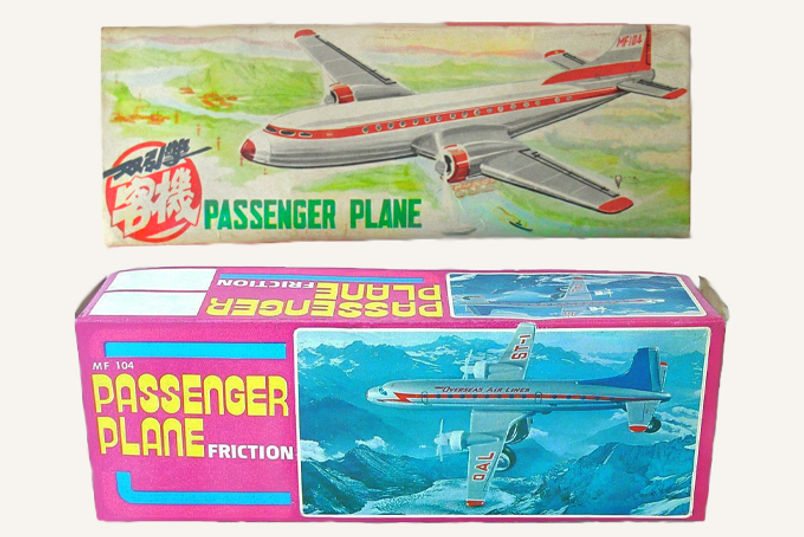 MF 104
双引擎
客機
PASSENGER PLANE
PASSENGER
PLANE
FRICTION
MF 104
PASSENGER
PLANE
FRICTION
OVERSEAS AIR LINES
ST-1
OAL